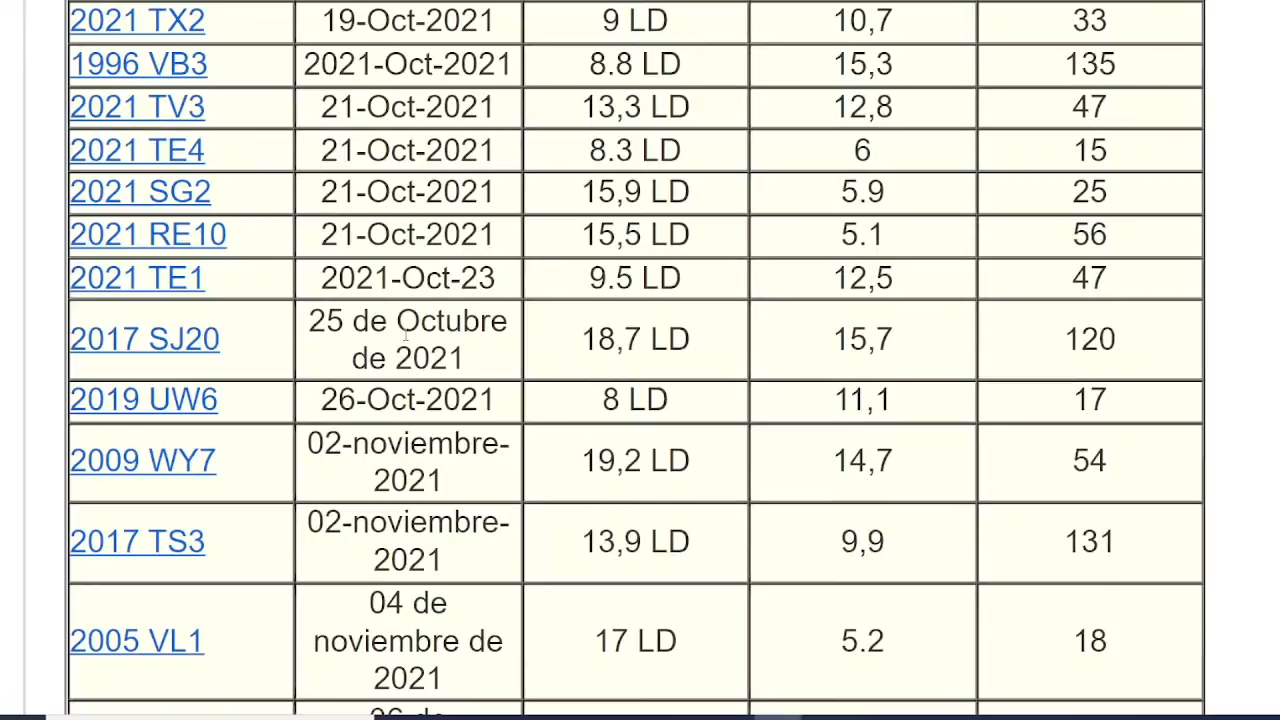 2021 TX2 19-Oct-2021 9 LD 10,7 33
1996 VB3 2021-Oct-2021 8.8 LD 15,3 135
2021 TV3 21-Oct-2021 13,3 LD 12,8 47
2021 TE4 21-Oct-2021 8.3 LD 6 15
2021 SG2 21-Oct-2021 15,9 LD 5.9 25
2021 RE10 21-Oct-2021 15,5 LD 5.1 56
2021 TE1 2021-Oct-23 9.5 LD 12,5 47
2017 SJ20 25 de Octubre de 2021 18,7 LD 15,7 120
2019 UW6 26-Oct-2021 8 LD 11,1 17
2009 WY7 02-noviembre-2021 19,2 LD 14,7 54
2017 TS3 02-noviembre-2021 13,9 LD 9,9 131
2005 VL1 04 de noviembre de 2021 17 LD 5.2 18